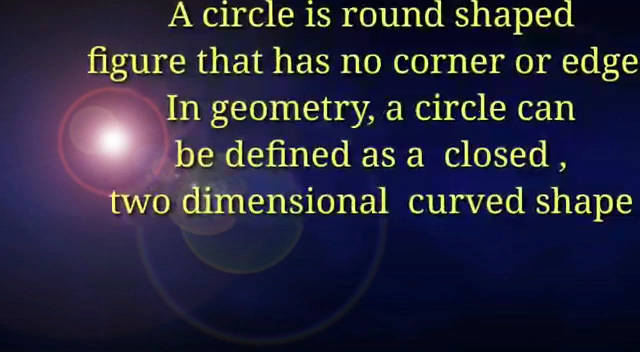 A circle is round shaped
figure that has no corner or edge
In geometry, a circle can
be defined as a closed ,
two dimensional curved shape